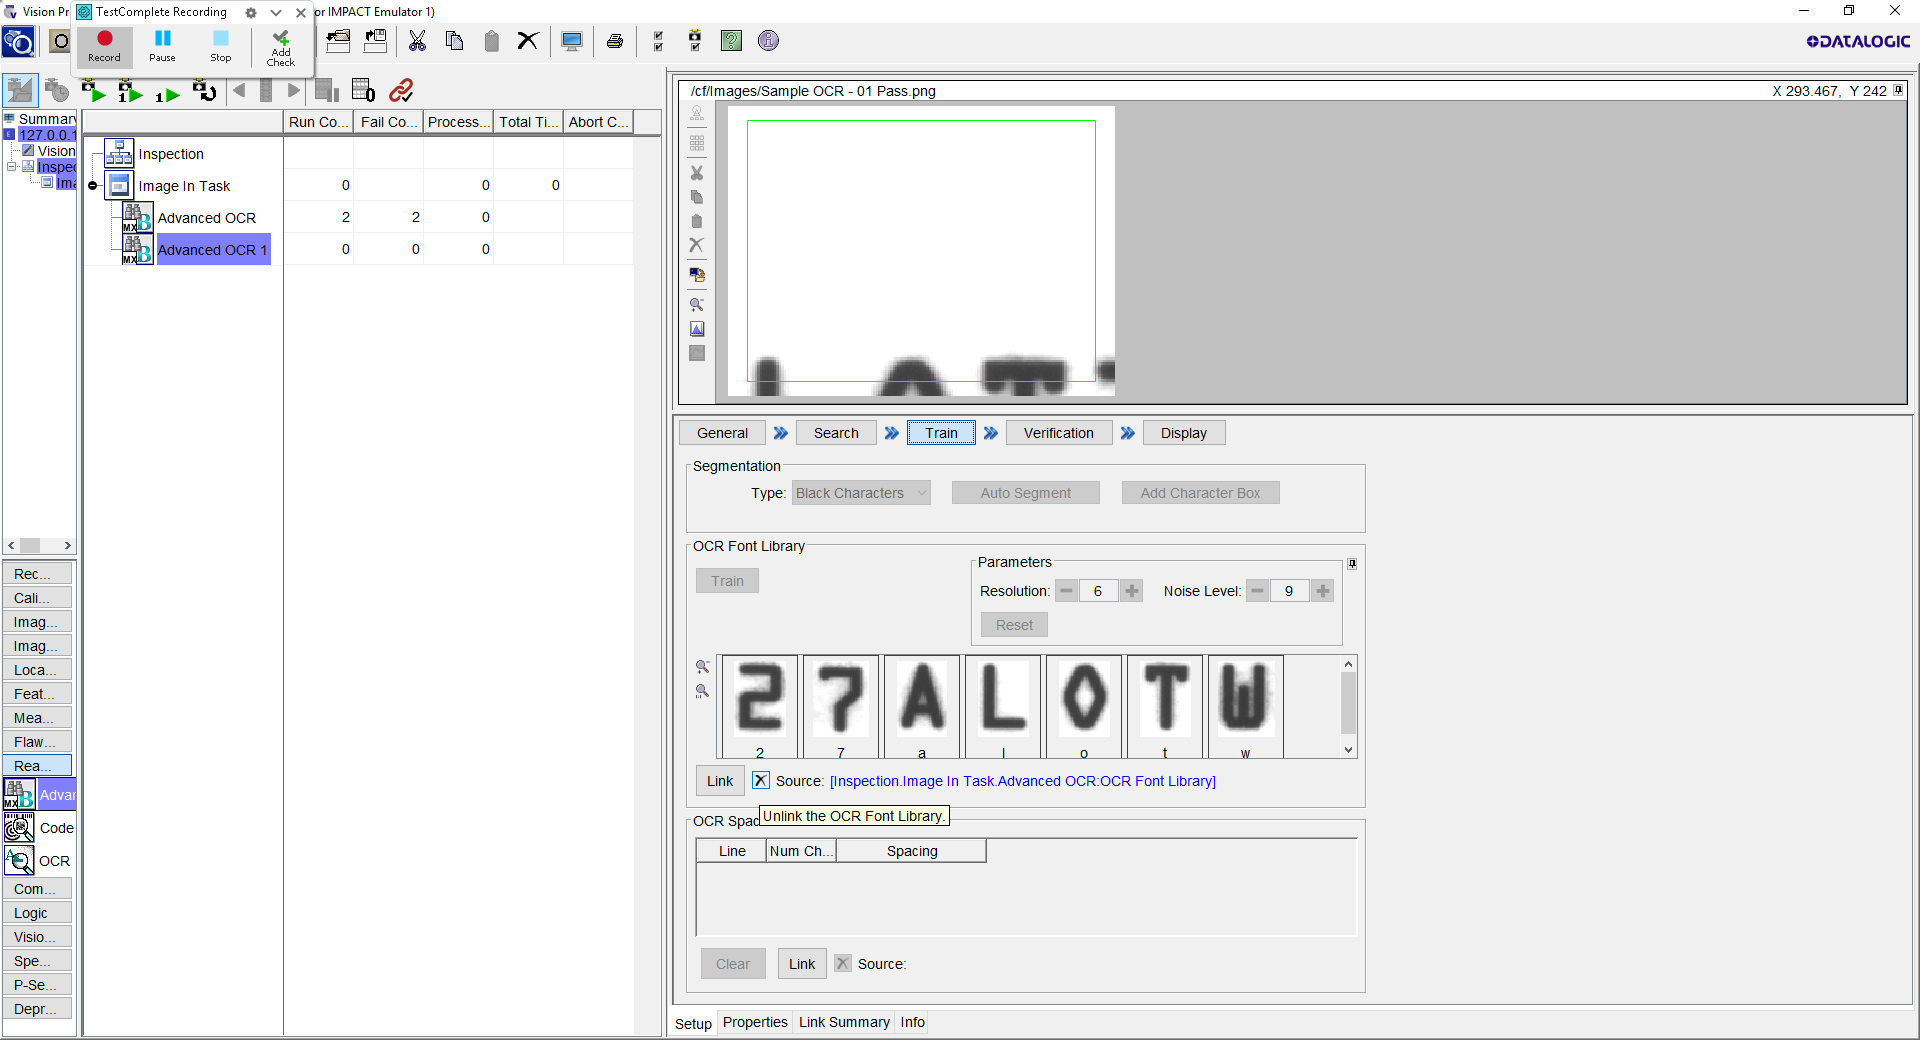 Vision Pr
TestComplete Recording
or IMPACT Emulator 1)
Record
Pause
Stop
Add
Check
DATALOGIC
Summary
127.0.0.1
Vision
Inspec
Ima
Run Co... Fail Co... Process... Total Ti... Abort C...
Inspection
Image In Task 0 0 0
MX B Advanced OCR 2 2 0
MX B Advanced OCR 1 0 0 0
/cf/Images/Sample OCR - 01 Pass.png
X 293.467, Y 242
General Search Train Verification Display
Segmentation
Type: Black Characters Auto Segment Add Character Box
OCR Font Library
Train
Parameters
Resolution: 6 Noise Level: 9
Reset
2 7 A L O T W
2 7 a l o t w
Link Source: [Inspection.Image In Task.Advanced OCR:OCR Font Library]
Unlink the OCR Font Library.
OCR Spac
Line Num Ch... Spacing
Clear Link Source:
Setup Properties Link Summary Info
Rec...
Cali...
Imag...
Imag...
Loca...
Feat...
Mea...
Flaw...
Rea...
MX B Advan
Code
OCR
Com...
Logic
Visio...
Spe...
P-Se...
Depr...